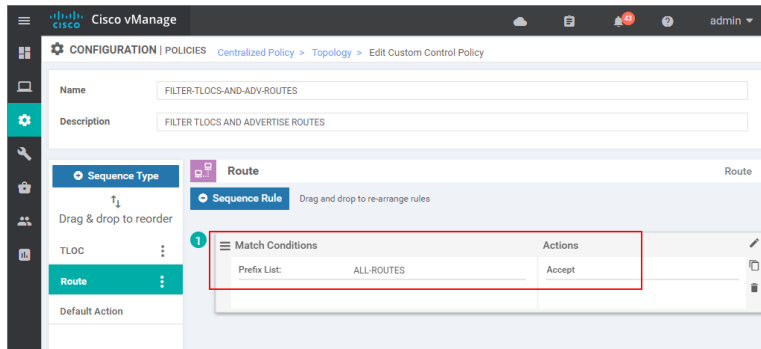 CISCO
Cisco vManage
43
admin
CONFIGURATION | POLICIES Centralized Policy > Topology > Edit Custom Control Policy
Name FILTER-TLOCS-AND-ADV-ROUTES
Description FILTER TLOCS AND ADVERTISE ROUTES
Sequence Type
Drag & drop to reorder
TLOC
Route
Default Action
Route Route
Sequence Rule Drag and drop to re-arrange rules
1 Match Conditions Actions
Prefix List: ALL-ROUTES Accept